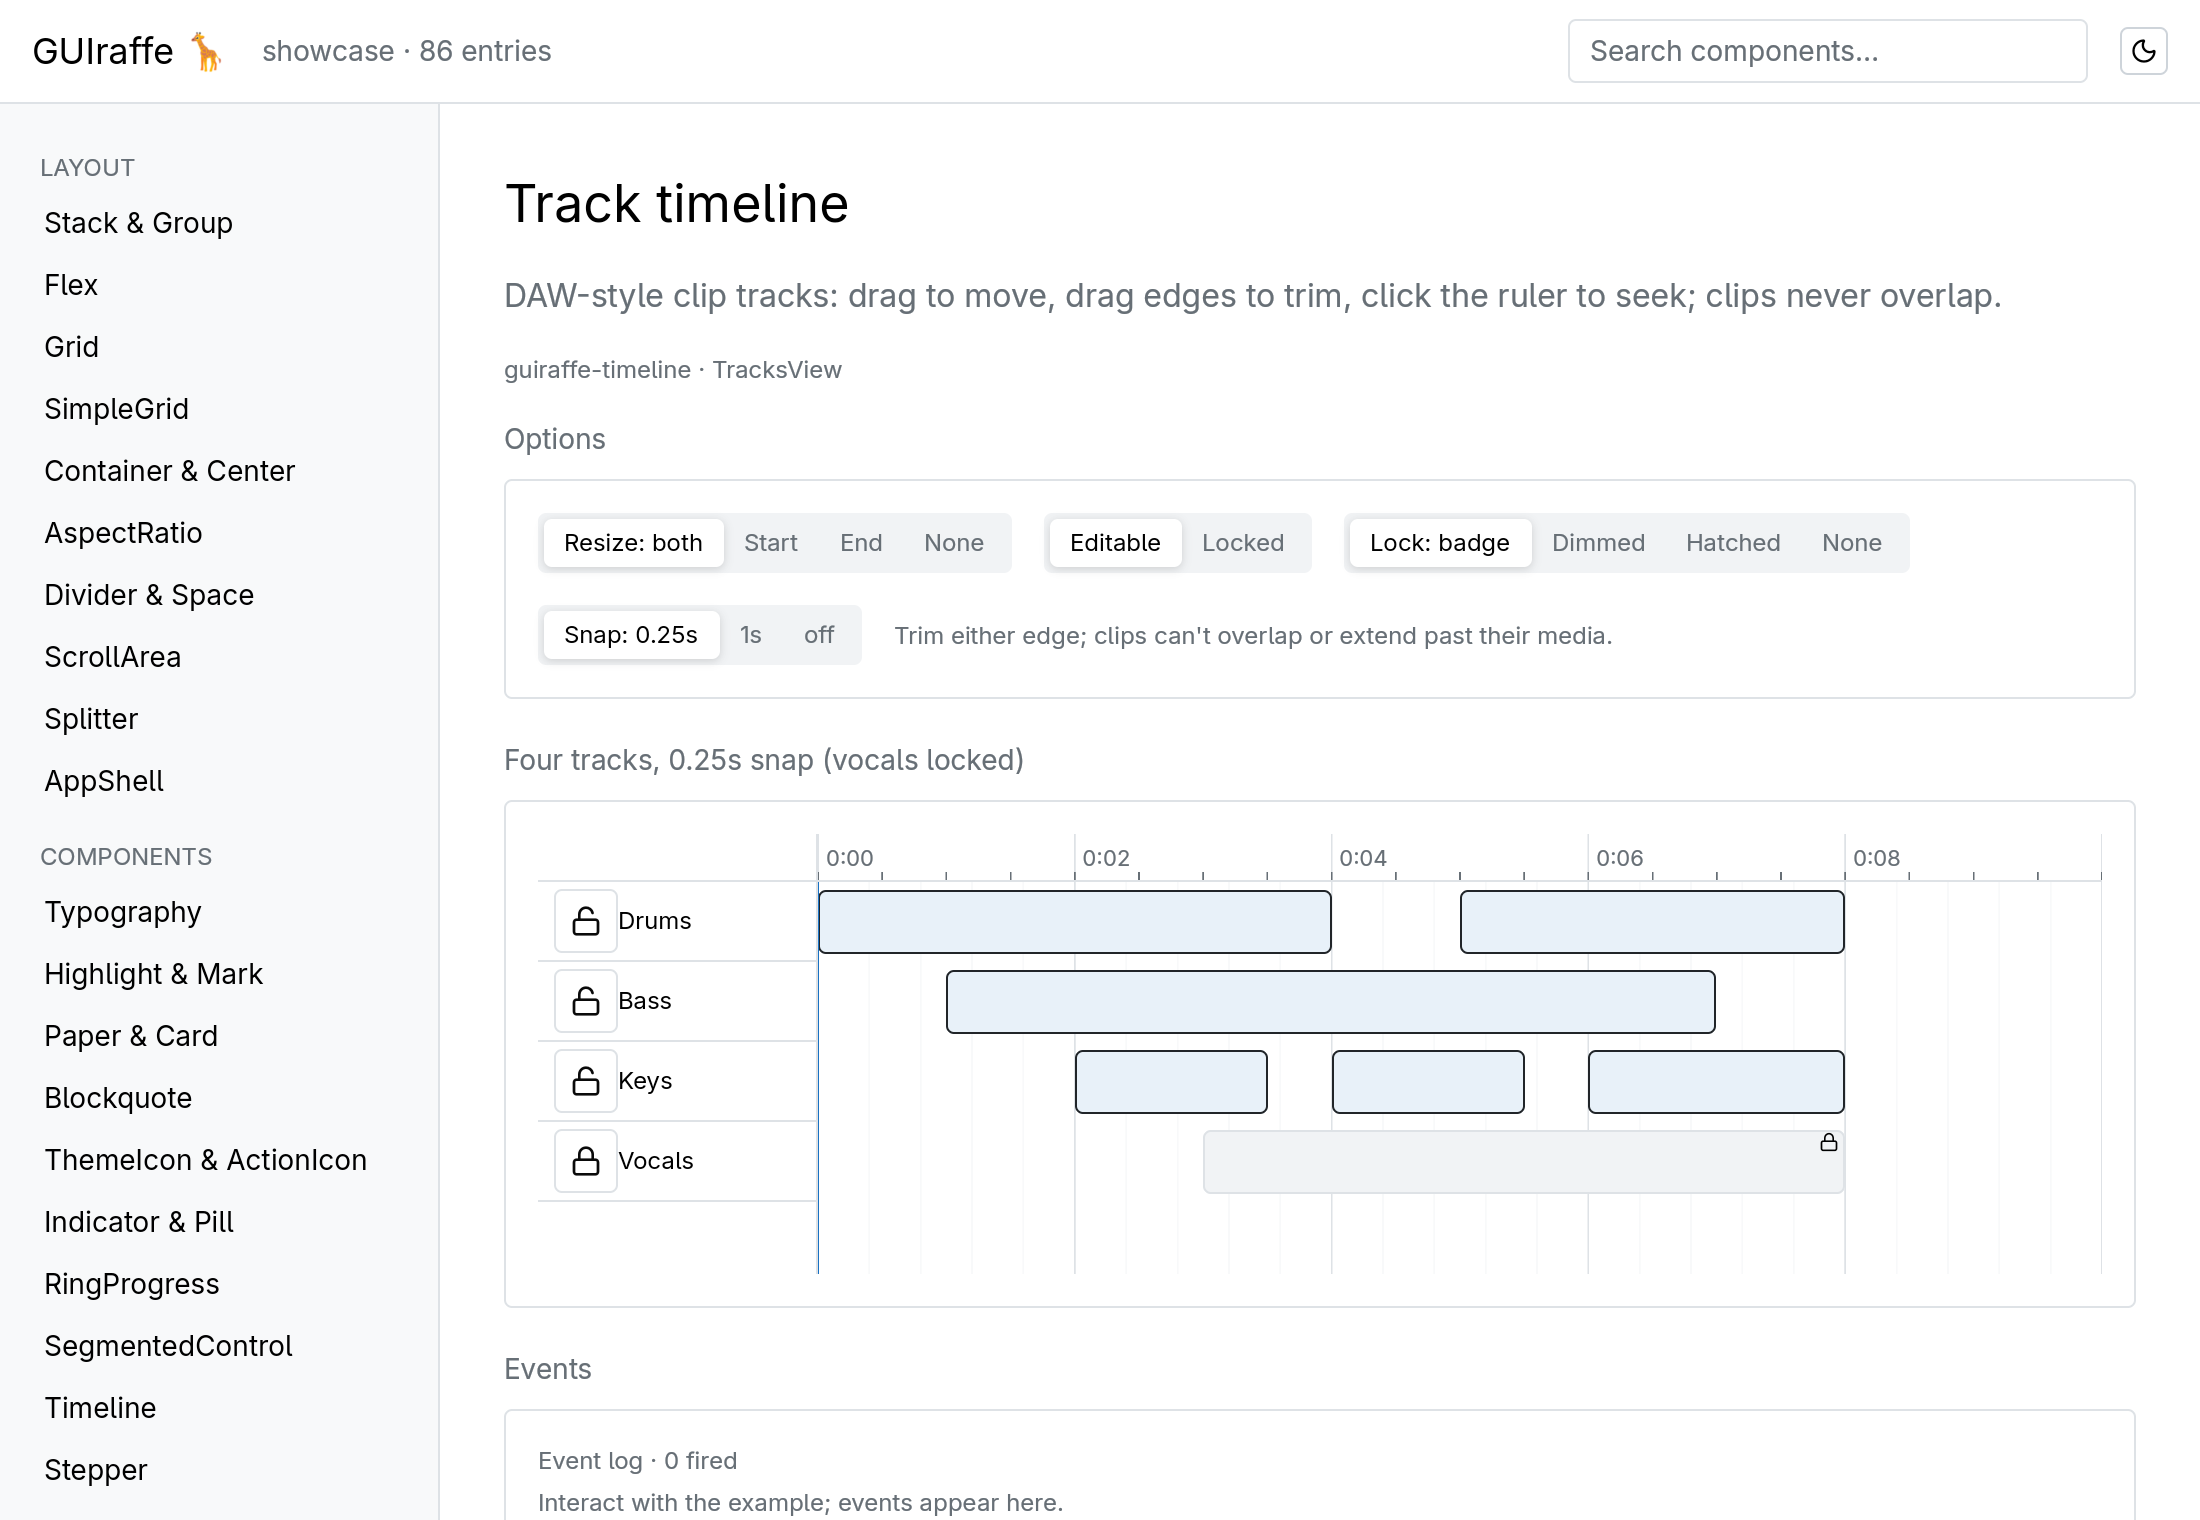 GUIraffe 🦒 showcase · 86 entries Search components...
LAYOUT
Stack & Group
Flex
Grid
SimpleGrid
Container & Center
AspectRatio
Divider & Space
ScrollArea
Splitter
AppShell
COMPONENTS
Typography
Highlight & Mark
Paper & Card
Blockquote
ThemeIcon & ActionIcon
Indicator & Pill
RingProgress
SegmentedControl
Timeline
Stepper
Track timeline
DAW-style clip tracks: drag to move, drag edges to trim, click the ruler to seek; clips never overlap.
guiraffe-timeline · TracksView
Options
Resize: both Start End None Editable Locked Lock: badge Dimmed Hatched None
Snap: 0.25s 1s off Trim either edge; clips can't overlap or extend past their media.
Four tracks, 0.25s snap (vocals locked)
0:00 0:02 0:04 0:06 0:08
Drums
Bass
Keys
Vocals
Events
Event log · 0 fired
Interact with the example; events appear here.